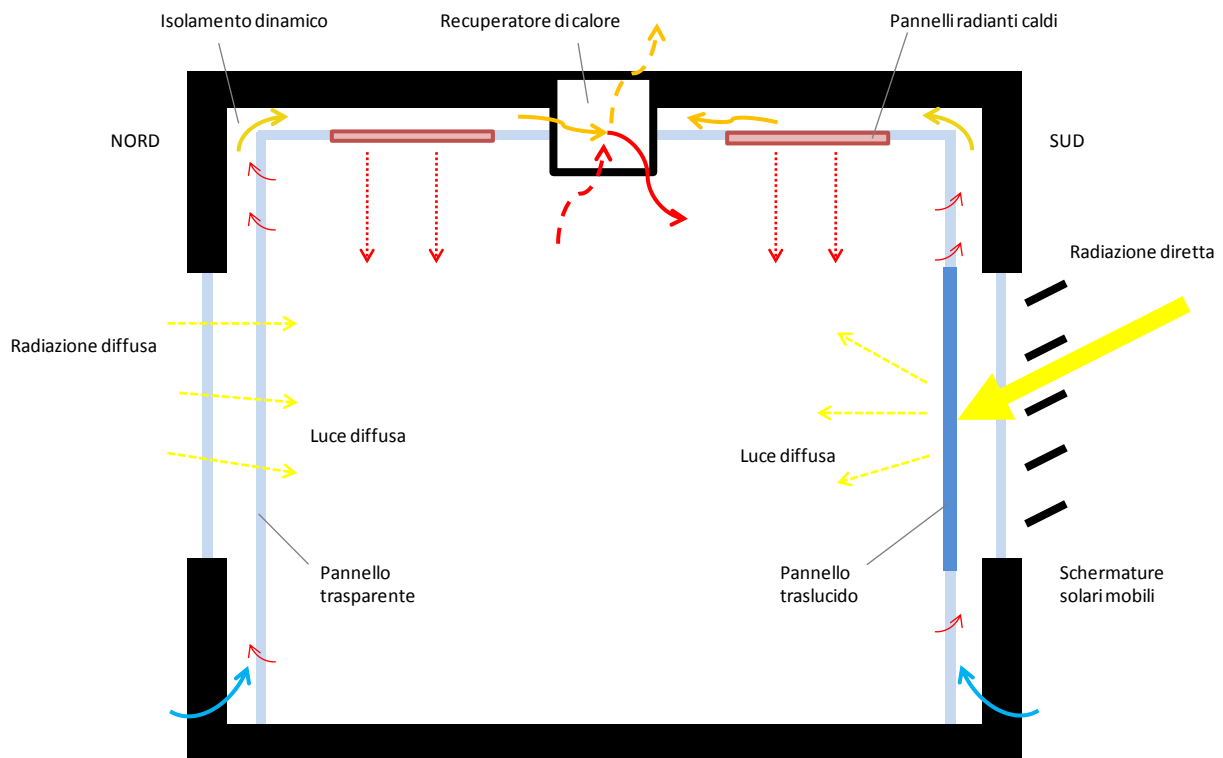 Isolamento dinamico
Recuperatore di calore
Pannelli radianti caldi
NORD
SUD
Radiazione diretta
Radiazione diffusa
Luce diffusa
Luce diffusa
Pannello
trasparente
Pannello
traslucido
Schermature
solari mobili